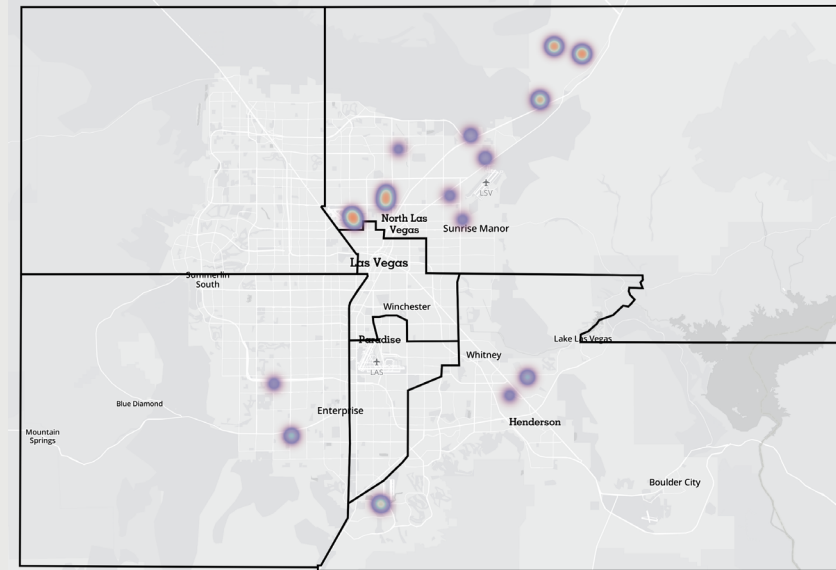 LSV
North Las
Vegas
Sunrise Manor
Las Vegas
Summerlin
South
Winchester
Paradise
Lake Las Vegas
Whitney
LAS
Blue Diamond
Enterprise
Henderson
Mountain
Springs
Boulder City